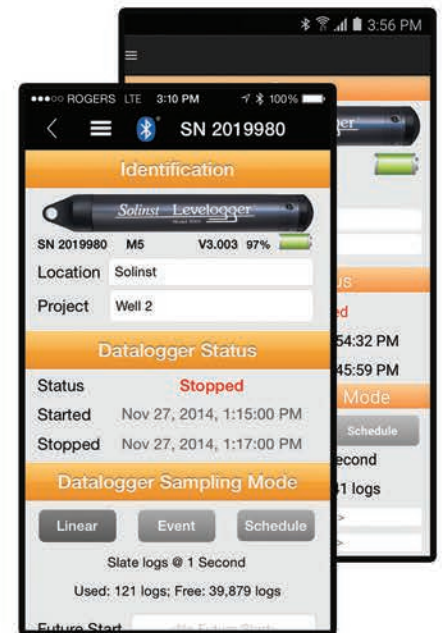 3:56 PM
ROGERS LTE 3:10 PM 100%
SN 2019980
Identification
Solinst Levelogger
SN 2019980 M5 V3.003 97%
Location Solinst
Project Well 2
Datalogger Status
Status Stopped
Started Nov 27, 2014, 1:15:00 PM
Stopped Nov 27, 2014, 1:17:00 PM
Datalogger Sampling Mode
Linear Event Schedule
Slate logs @ 1 Second
Used: 121 logs; Free: 39,879 logs
Future Start
54:32 PM
45:59 PM
Mode
Schedule
econd
41 logs
>
>